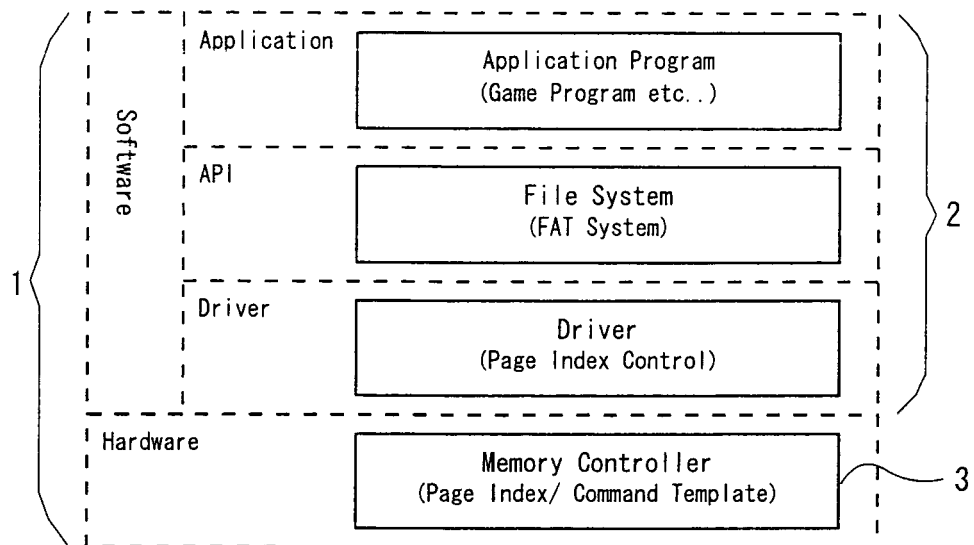 Application
Application Program
(Game Program etc..)
Software
API
File System
(FAT System)
2
1
Driver
Driver
(Page Index Control)
Hardware
Memory Controller
(Page Index/ Command Template)
3